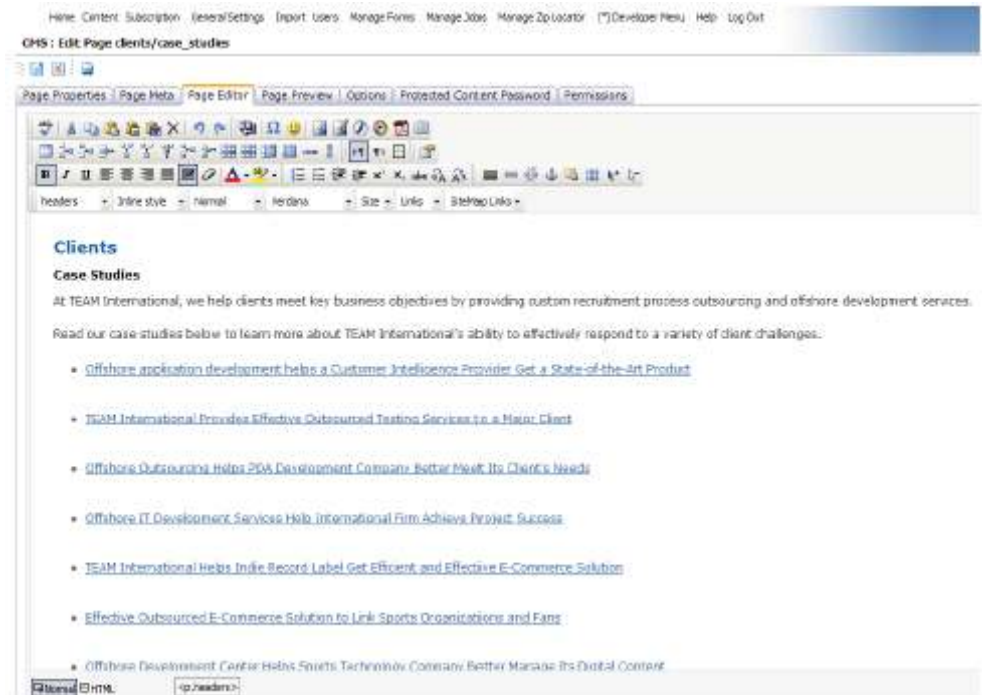 Home Content Subscription General Settings Import Users Manage Forms Manage Jobs Manage Zip Locator (*) Developer Menu Help Log Out
CMS : Edit Page clients/case_studies
Page Properties Page Meta Page Editor Page Preview Options Protected Content Password Permissions
headers Inline style Normal Verdana Size Links SiteMap Links
Clients
Case Studies
At TEAM International, we help clients meet key business objectives by providing custom recruitment process outsourcing and offshore development services.
Read our case studies below to learn more about TEAM International's ability to effectively respond to a variety of client challenges.
• Offshore application development helps a Customer Intelligence Provider Get a State-of-the-Art Product
• TEAM International Provides Effective Outsourced Testing Services to a Major Client
• Offshore Outsourcing Helps PDA Development Company Better Meet Its Client's Needs
• Offshore IT Development Services Help International Firm Achieve Project Success
• TEAM International Helps Indie Record Label Get Efficient and Effective E-Commerce Solution
• Effective Outsourced E-Commerce Solution to Link Sports Organizations and Fans
• Offshore Development Center Helps Sports Technology Company Better Manage Its Digital Content
Normal HTML <p.headers>